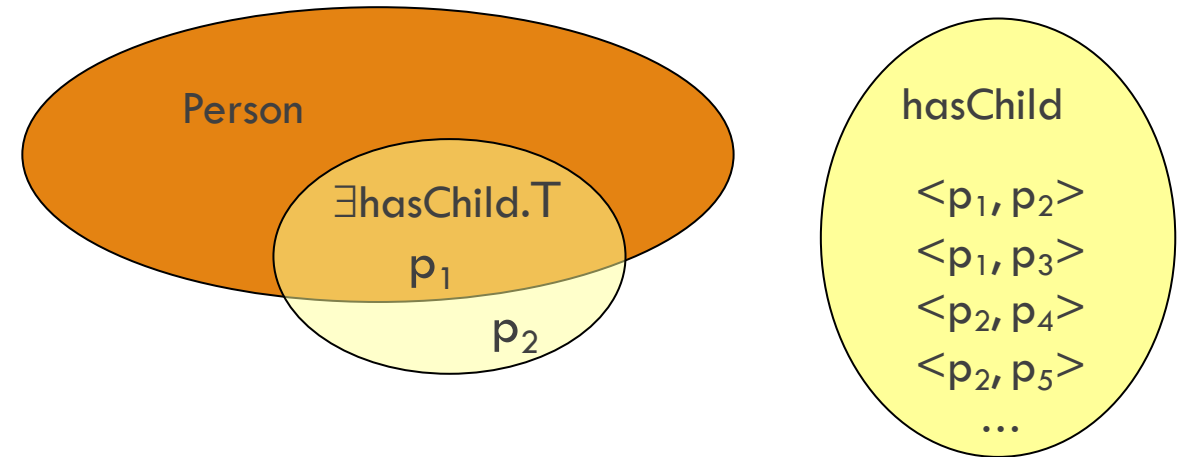 Person
∃hasChild.T
p₁
p₂
hasChild
<p₁, p₂>
<p₁, p₃>
<p₂, p₄>
<p₂, p₅>
...